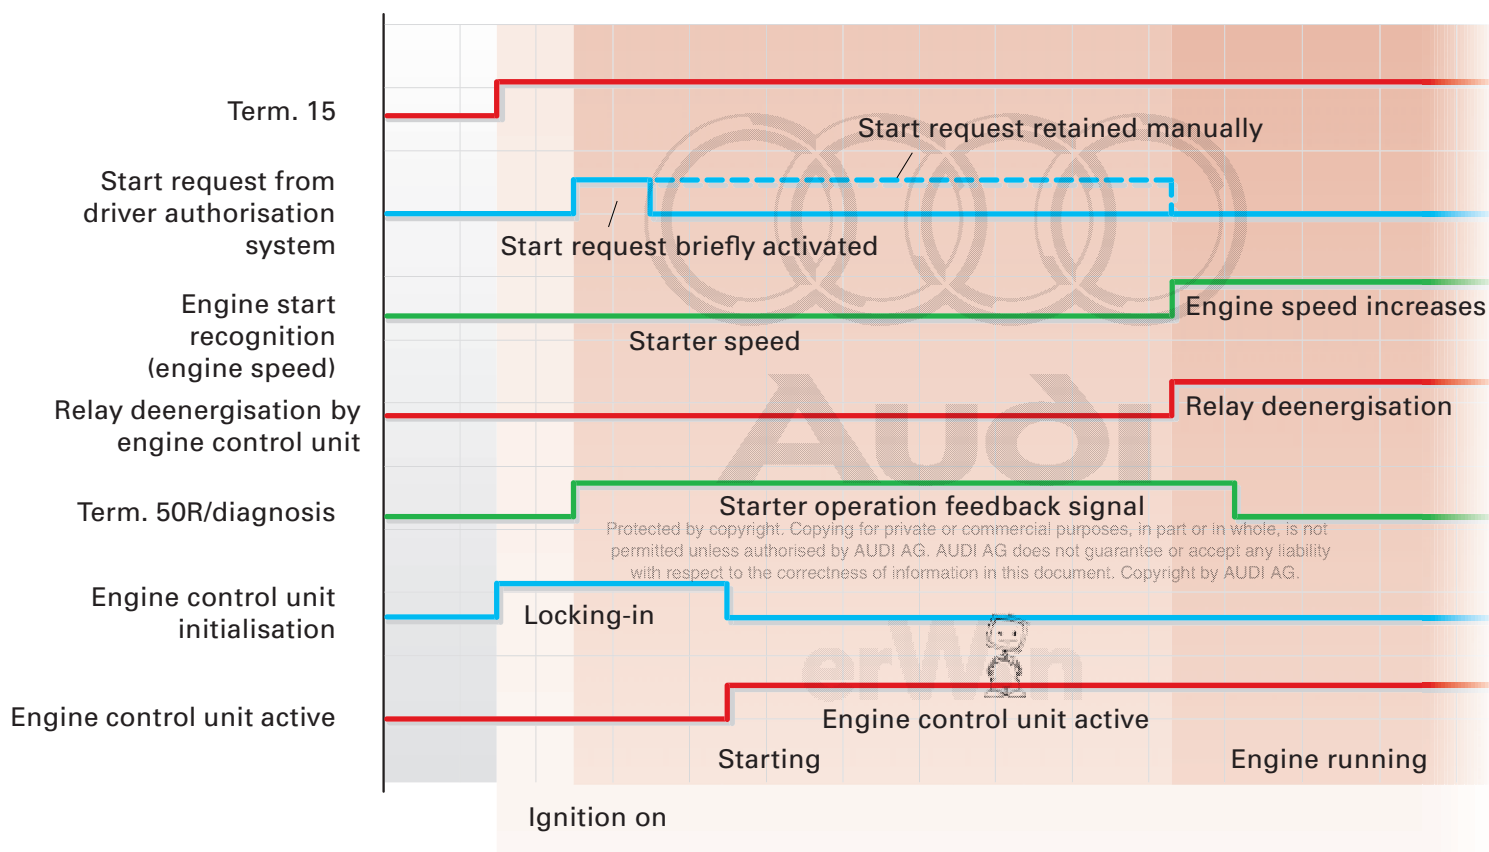 Term. 15
Start request retained manually
Start request from
driver authorisation
system
Start request briefly activated
Engine start
recognition
(engine speed)
Engine speed increases
Starter speed
Relay deenergisation by
engine control unit
Relay deenergisation
Audi
Term. 50R/diagnosis
Starter operation feedback signal
Protected by copyright. Copying for private or commercial purposes, in part or in whole, is not
permitted unless authorised by AUDI AG. AUDI AG does not guarantee or accept any liability
with respect to the correctness of information in this document. Copyright by AUDI AG.
Engine control unit
initialisation
Locking-in
erWin
Engine control unit active
Engine control unit active
Starting
Engine running
Ignition on